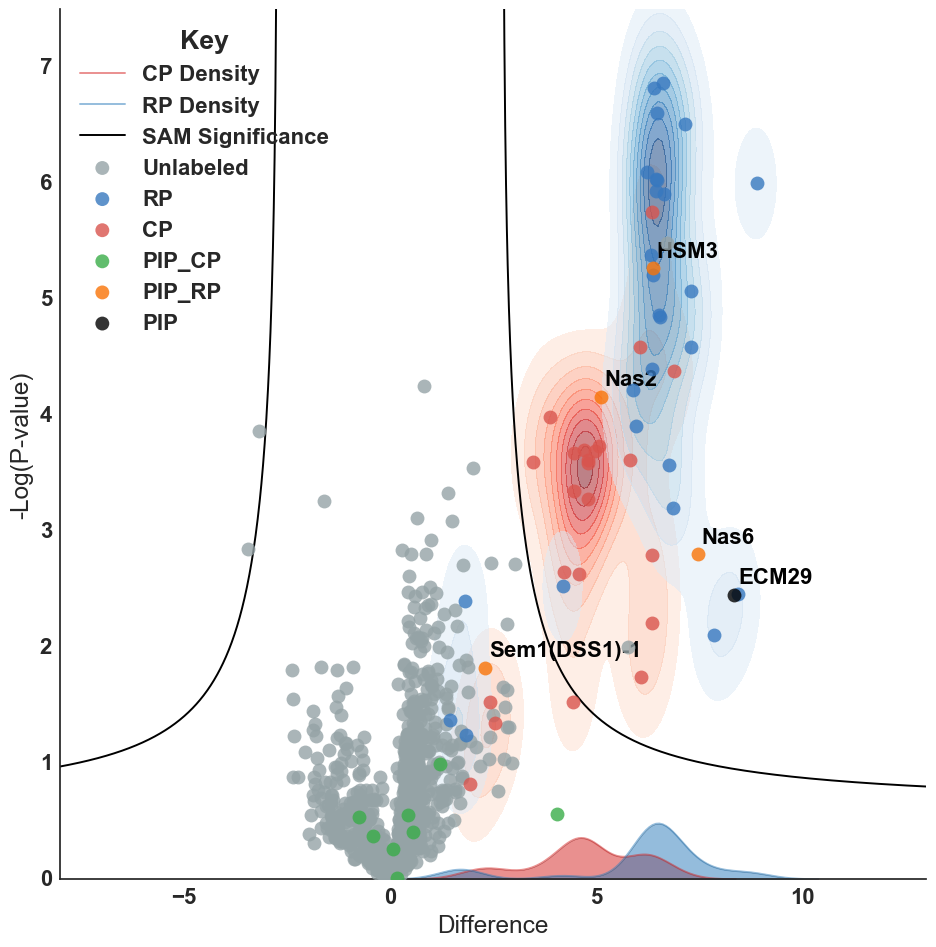 Key
CP Density
RP Density
SAM Significance
Unlabeled
RP
CP
PIP_CP
PIP_RP
PIP
HSM3
Nas2
Nas6
ECM29
Sem1(DSS1)-1
7
6
5
4
3
2
1
0
-Log(P-value)
−5 0 5 10
Difference